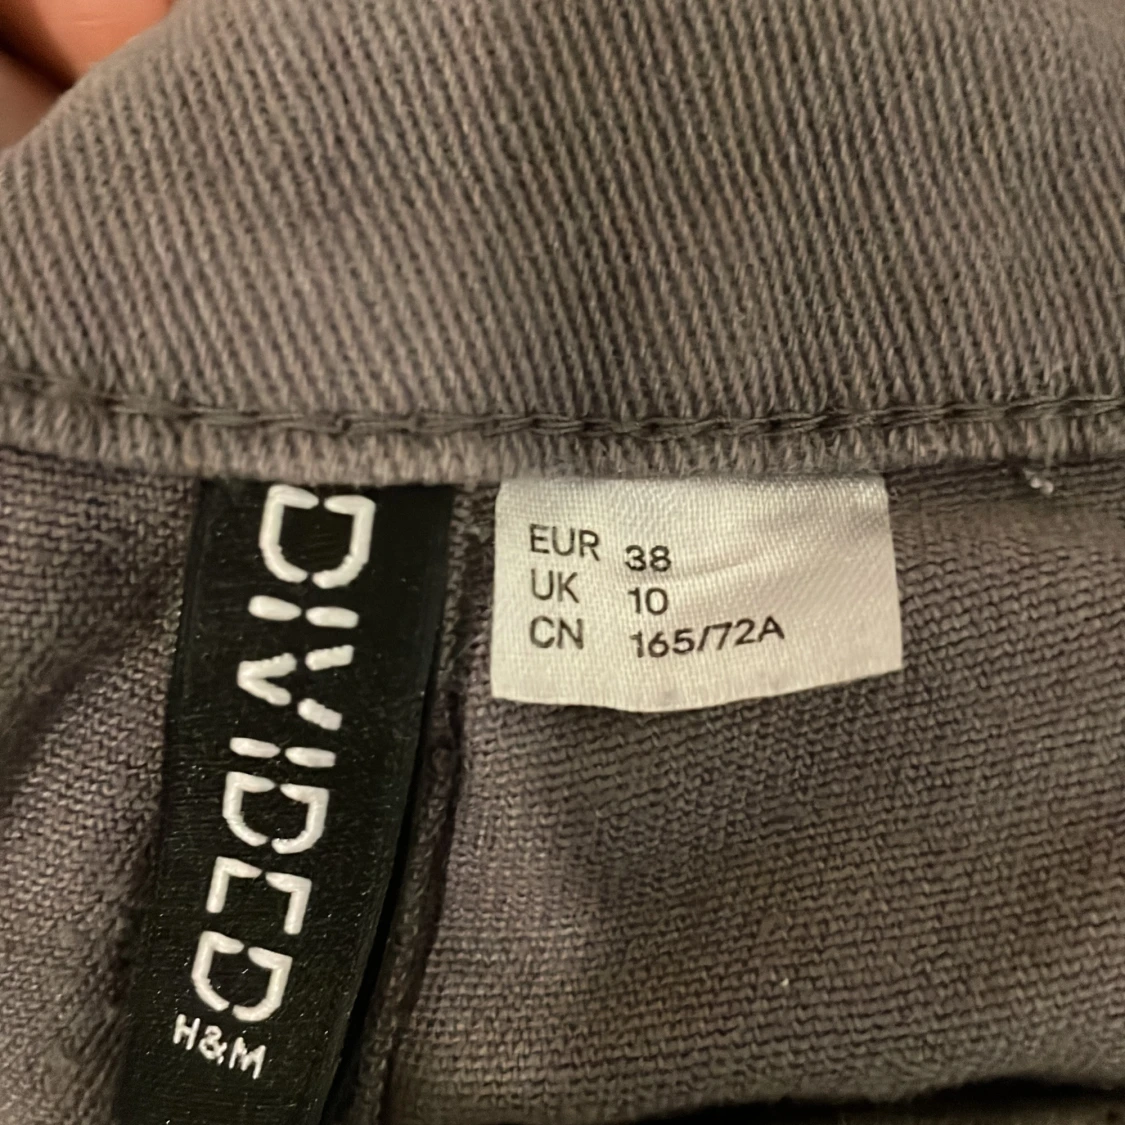 DIVIDED
H&M
EUR 38
UK 10
CN 165/72A